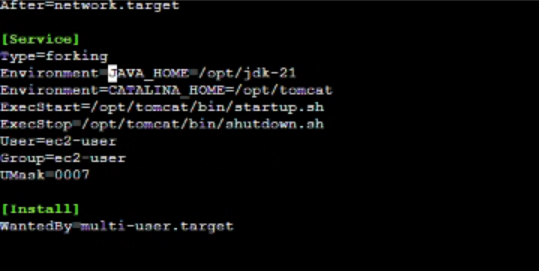 After=network.target
[Service]
Type=forking
Environment=JAVA_HOME=/opt/jdk-21
Environment=CATALINA_HOME=/opt/tomcat
ExecStart=/opt/tomcat/bin/startup.sh
ExecStop=/opt/tomcat/bin/shutdown.sh
User=ec2-user
Group=ec2-user
UMask=0007
[Install]
WantedBy=multi-user.target